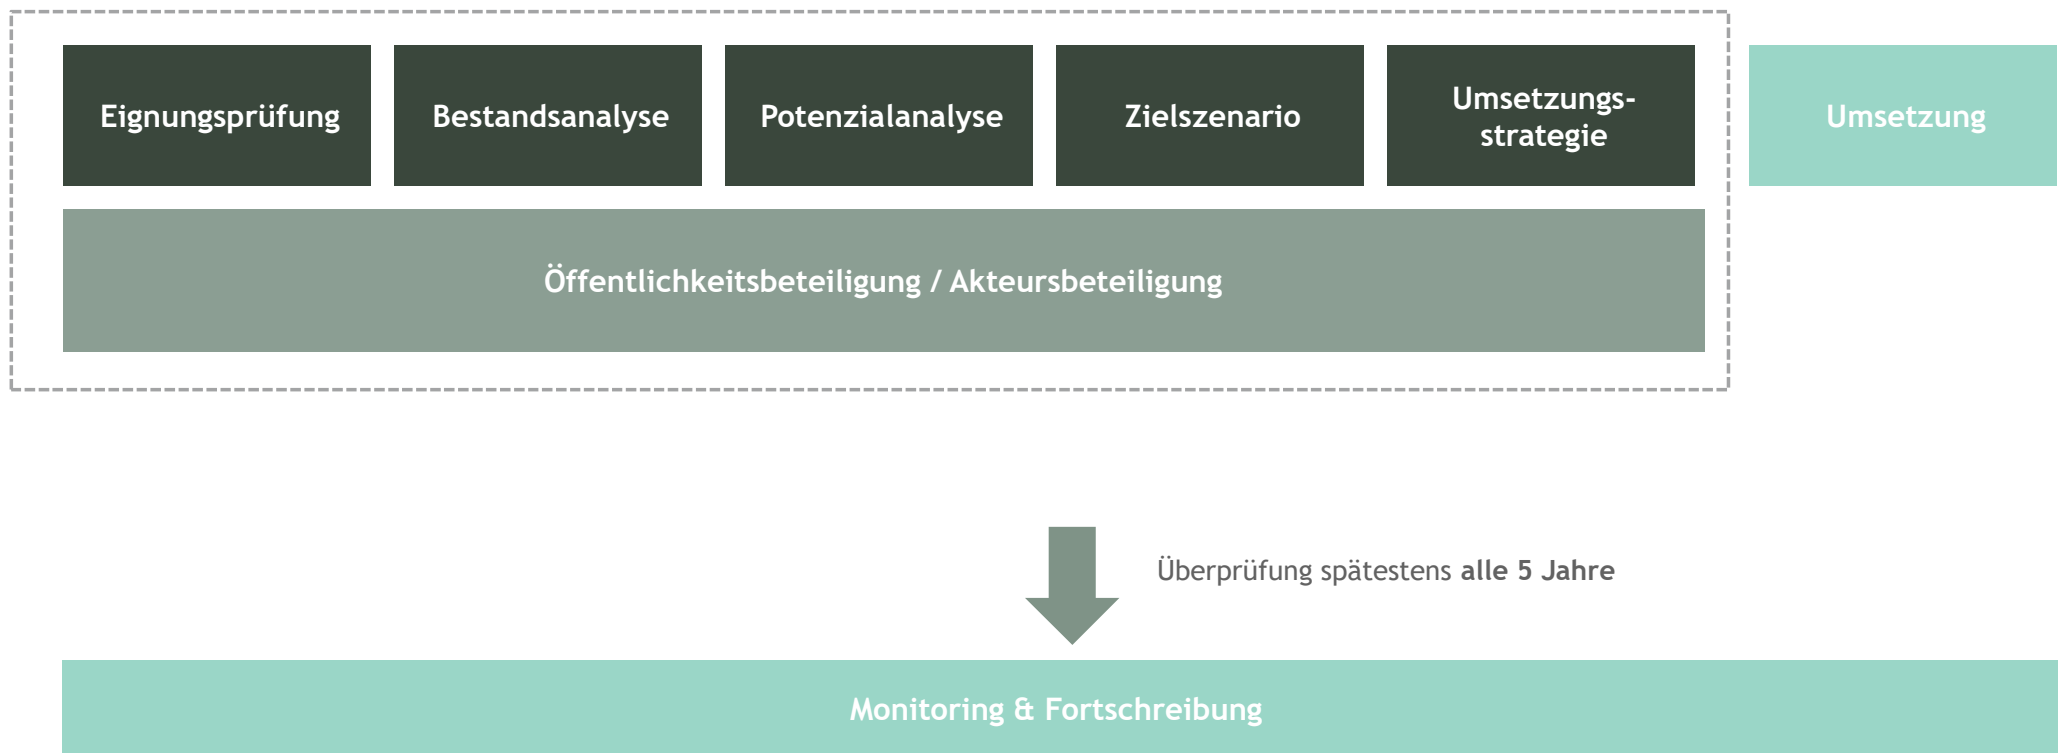 Eignungsprüfung
Bestandsanalyse
Potenzialanalyse
Zielszenario
Umsetzungs-
strategie
Umsetzung
Öffentlichkeitsbeteiligung / Akteursbeteiligung
Überprüfung spätestens alle 5 Jahre
Monitoring & Fortschreibung